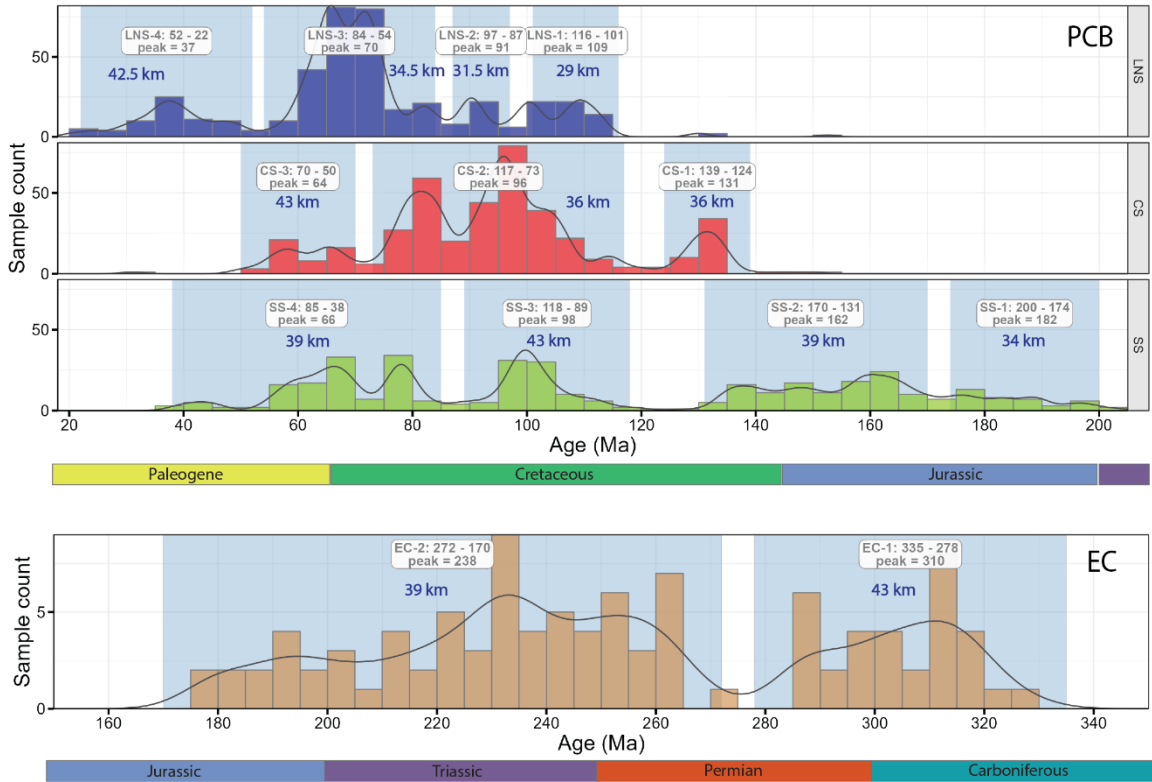 PCB
LNS-4: 52 - 22
peak = 37
LNS-3: 84 - 54
peak = 70
LNS-2: 97 - 87
peak = 91
LNS-1: 116 - 101
peak = 109
42.5 km
34.5 km
31.5 km
29 km
50
0
LNS
CS-3: 70 - 50
peak = 64
CS-2: 117 - 73
peak = 96
CS-1: 139 - 124
peak = 131
43 km
36 km
36 km
50
0
CS
Sample count
SS-4: 85 - 38
peak = 66
SS-3: 118 - 89
peak = 98
SS-2: 170 - 131
peak = 162
SS-1: 200 - 174
peak = 182
39 km
43 km
39 km
34 km
50
0
SS
20 40 60 80 100 120 140 160 180 200
Age (Ma)
Paleogene Cretaceous Jurassic
EC
EC-2: 272 - 170
peak = 238
EC-1: 335 - 278
peak = 310
39 km
43 km
5
0
Sample count
160 180 200 220 240 260 280 300 320 340
Age (Ma)
Jurassic Triassic Permian Carboniferous